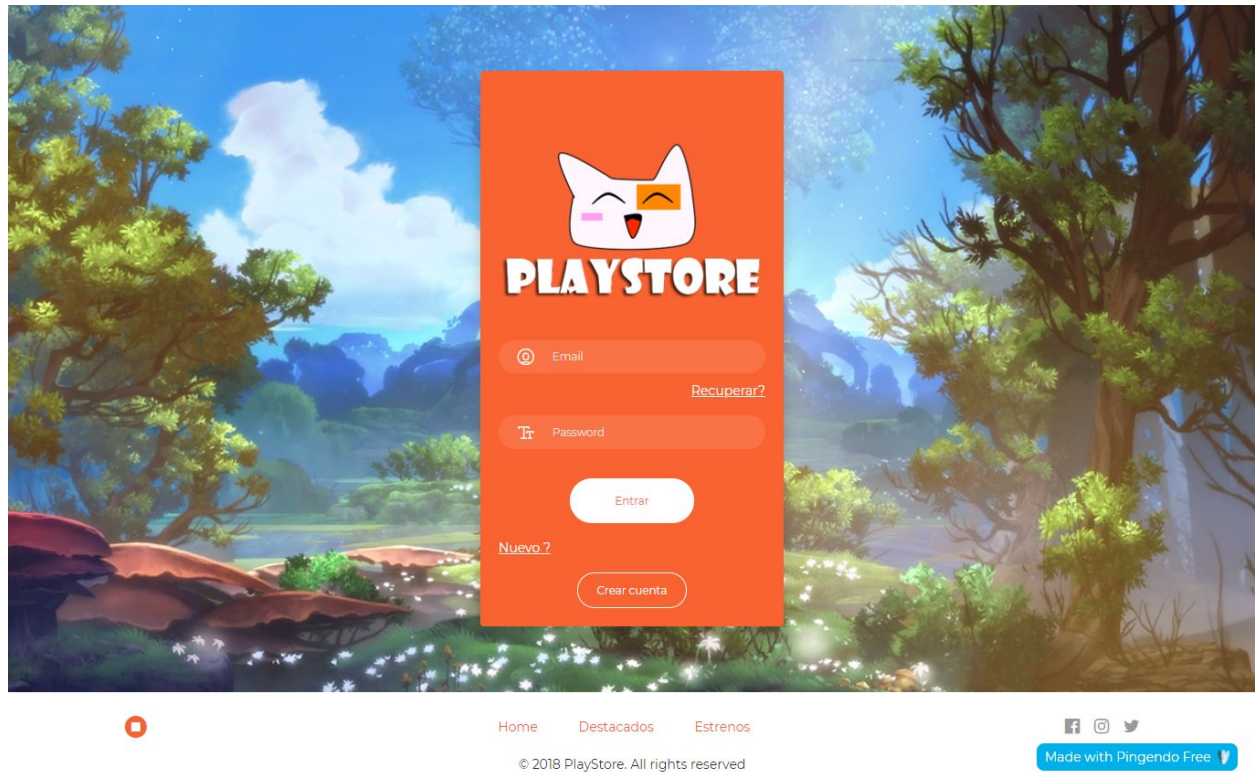 PLAYSTORE
Email
Recuperar?
Password
Entrar
Nuevo ?
Crear cuenta
Home Destacados Estrenos
© 2018 PlayStore. All rights reserved
Made with Pingendo Free